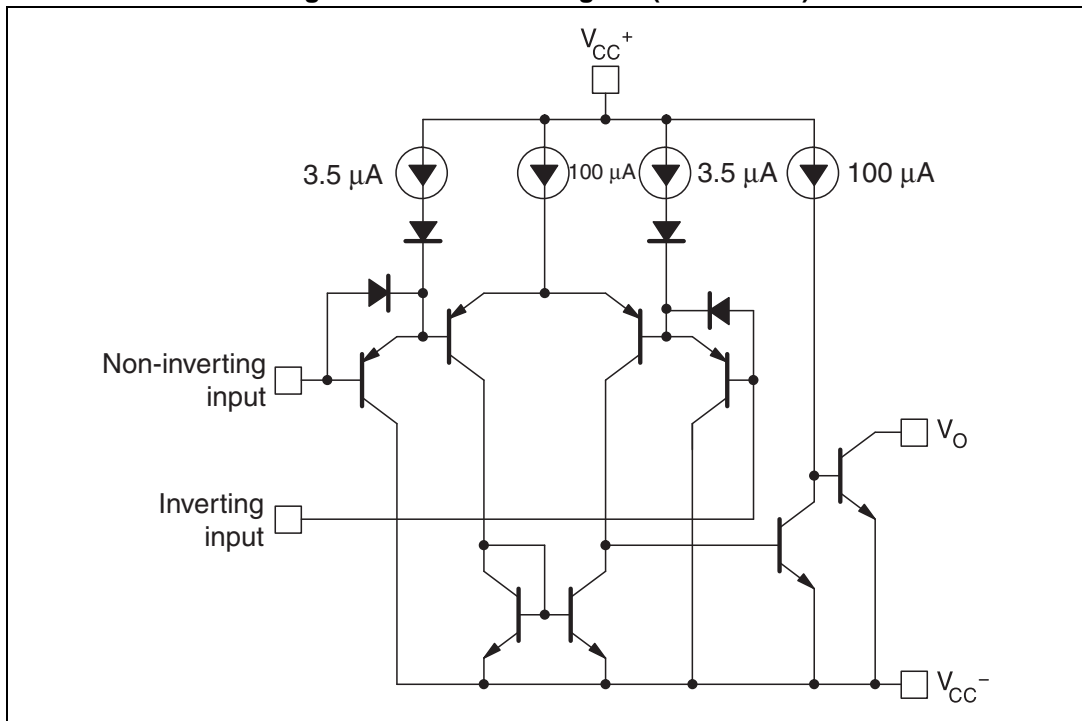 V_CC⁺
3.5 μA
100 μA
3.5 μA
100 μA
Non-inverting
input
V_O
Inverting
input
V_CC⁻